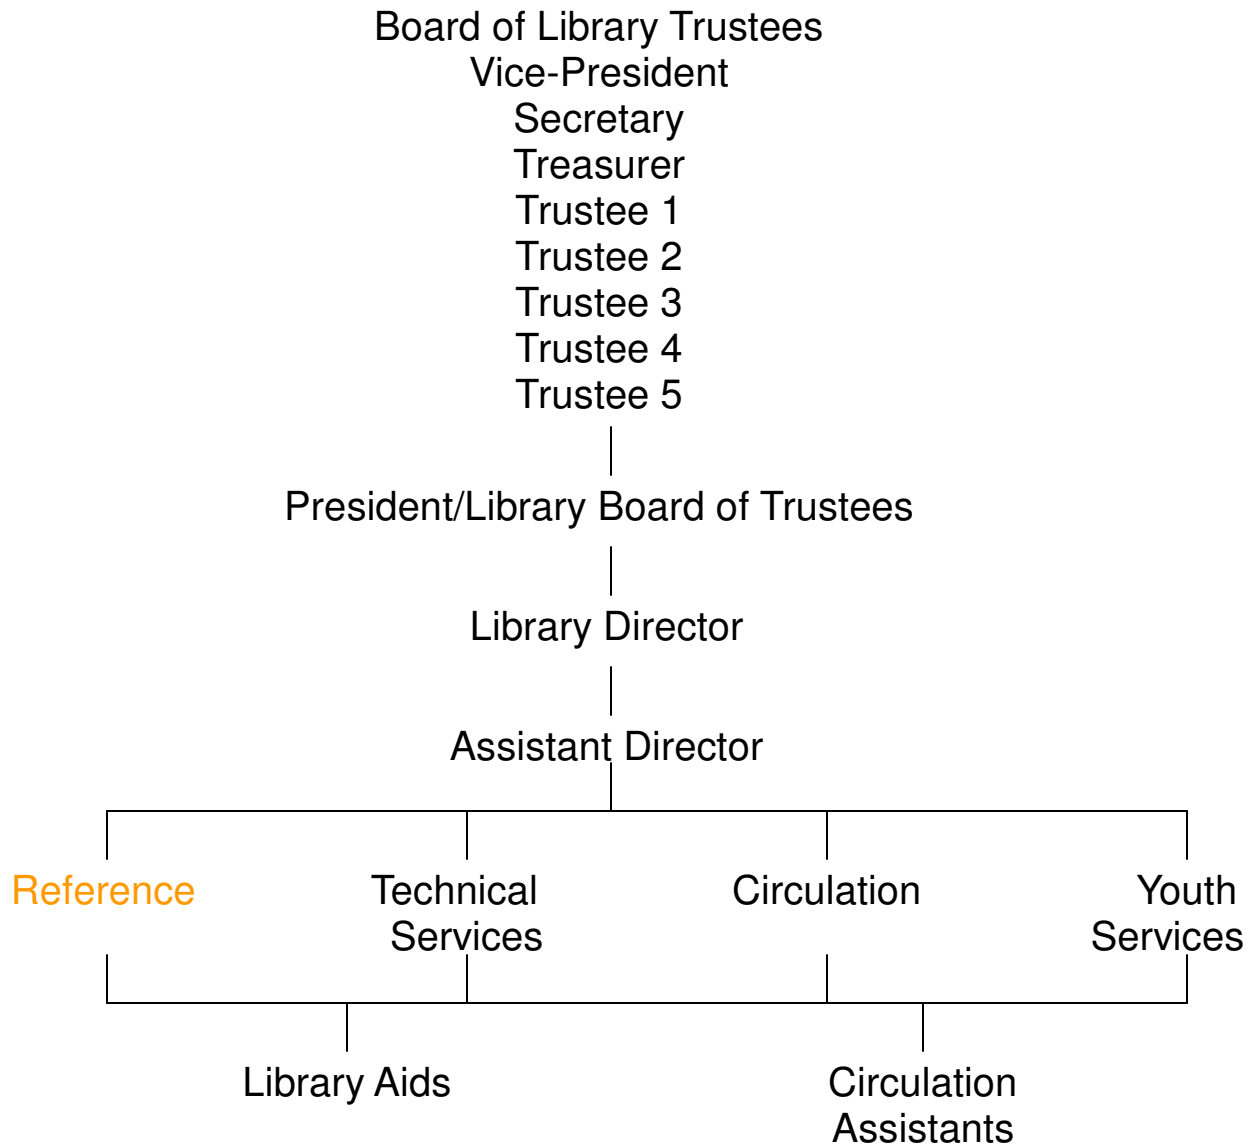 Board of Library Trustees
Vice-President
Secretary
Treasurer
Trustee 1
Trustee 2
Trustee 3
Trustee 4
Trustee 5
President/Library Board of Trustees
Library Director
Assistant Director
Reference
Technical
Services
Circulation
Youth
Services
Library Aids
Circulation
Assistants